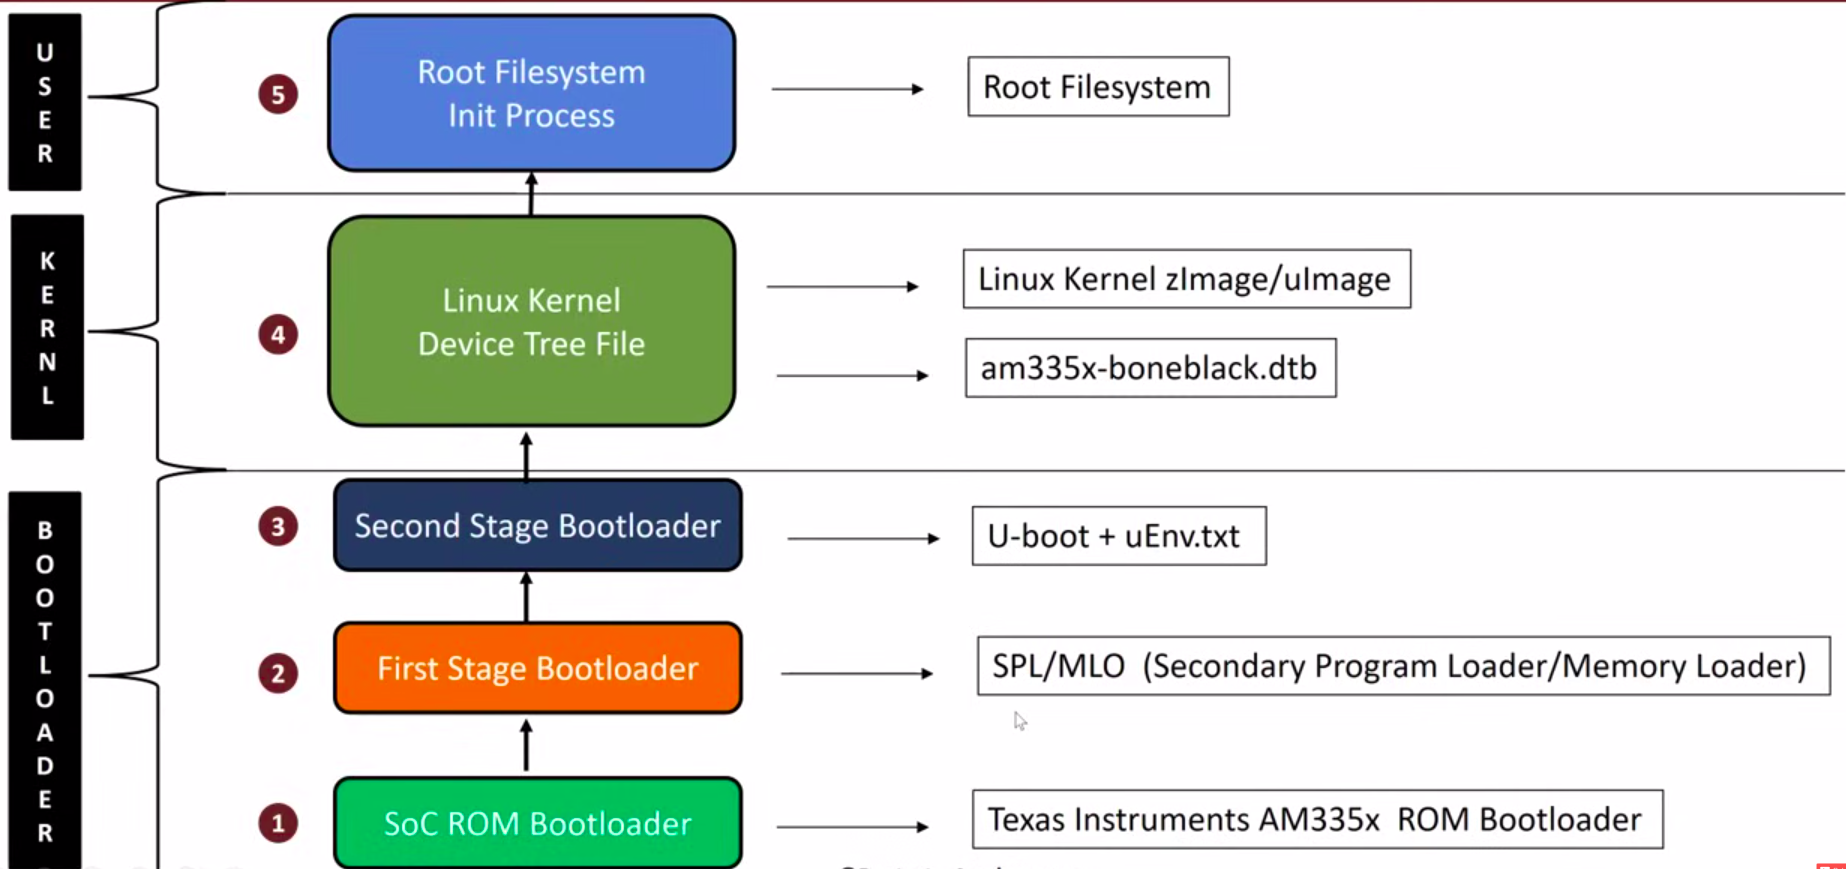 USER
5
Root Filesystem
Init Process
Root Filesystem
KERNL
4
Linux Kernel
Device Tree File
Linux Kernel zImage/uImage
am335x-boneblack.dtb
BOOTLOADER
3
Second Stage Bootloader
U-boot + uEnv.txt
2
First Stage Bootloader
SPL/MLO (Secondary Program Loader/Memory Loader)
1
SoC ROM Bootloader
Texas Instruments AM335x ROM Bootloader